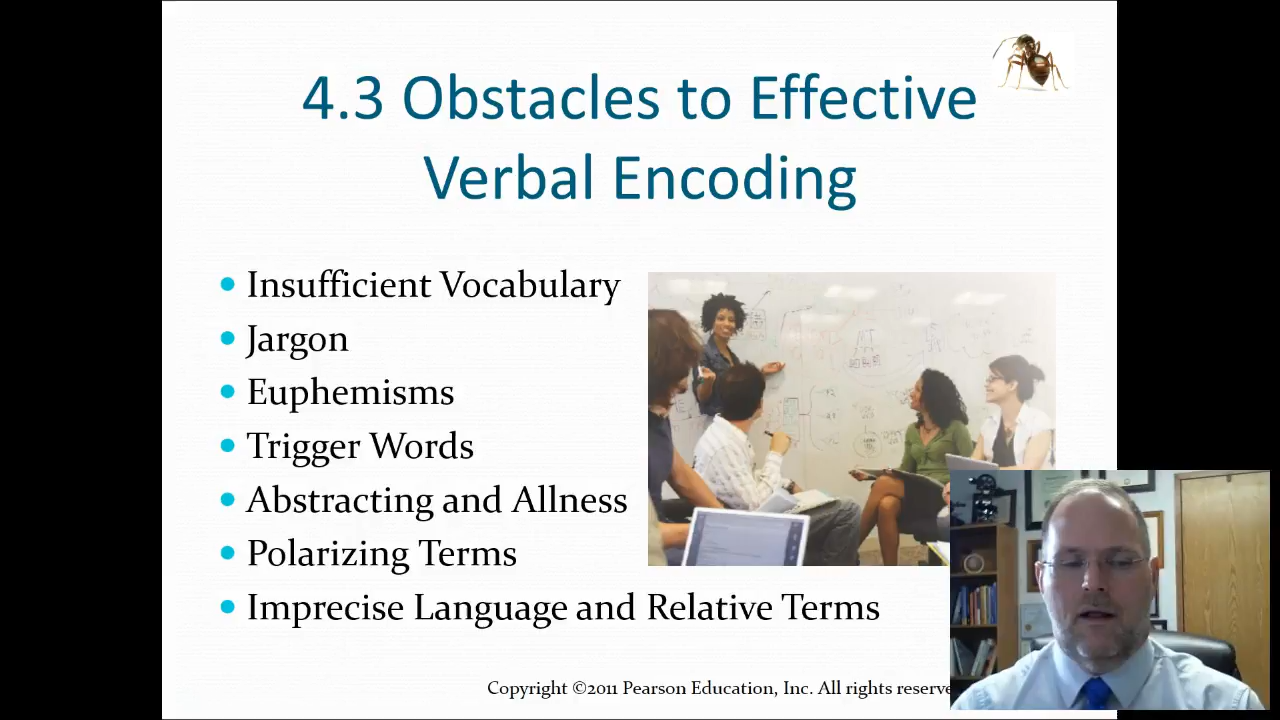 4.3 Obstacles to Effective
Verbal Encoding
Insufficient Vocabulary
Jargon
Euphemisms
Trigger Words
Abstracting and Allness
Polarizing Terms
Imprecise Language and Relative Terms
Copyright ©2011 Pearson Education, Inc. All rights reserve